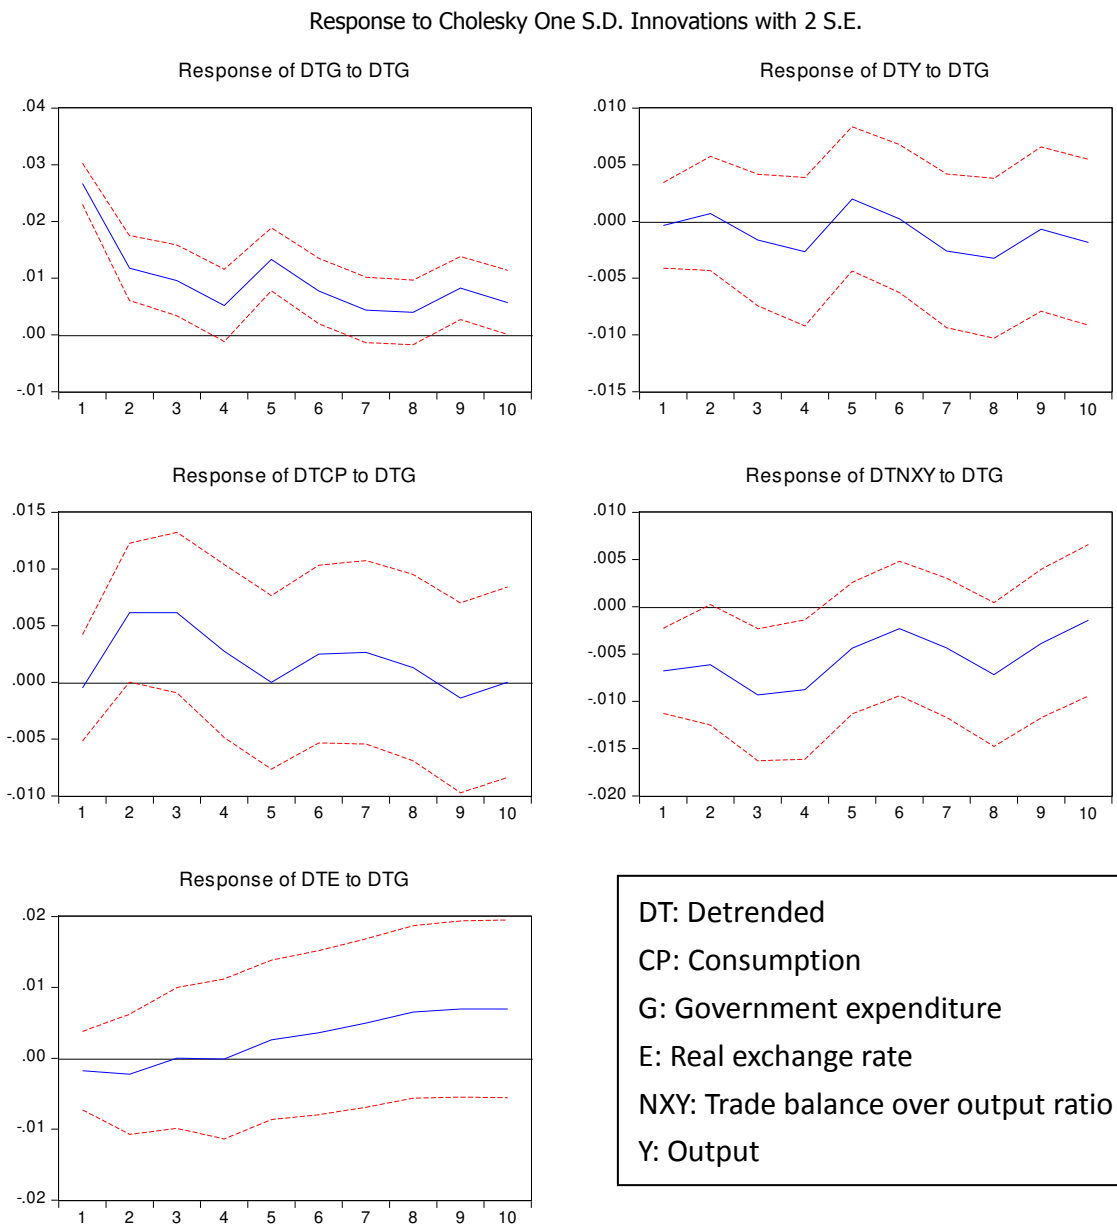 Response to Cholesky One S.D. Innovations with 2 S.E.
Response of DTG to DTG
.04
.03
.02
.01
.00
-.01
1 2 3 4 5 6 7 8 9 10
Response of DTY to DTG
.010
.005
.000
-.005
-.010
-.015
1 2 3 4 5 6 7 8 9 10
Response of DTCP to DTG
.015
.010
.005
.000
-.005
-.010
1 2 3 4 5 6 7 8 9 10
Response of DTNXY to DTG
.010
.005
.000
-.005
-.010
-.015
-.020
1 2 3 4 5 6 7 8 9 10
Response of DTE to DTG
.02
.01
.00
-.01
-.02
1 2 3 4 5 6 7 8 9 10
DT: Detrended
CP: Consumption
G: Government expenditure
E: Real exchange rate
NXY: Trade balance over output ratio
Y: Output